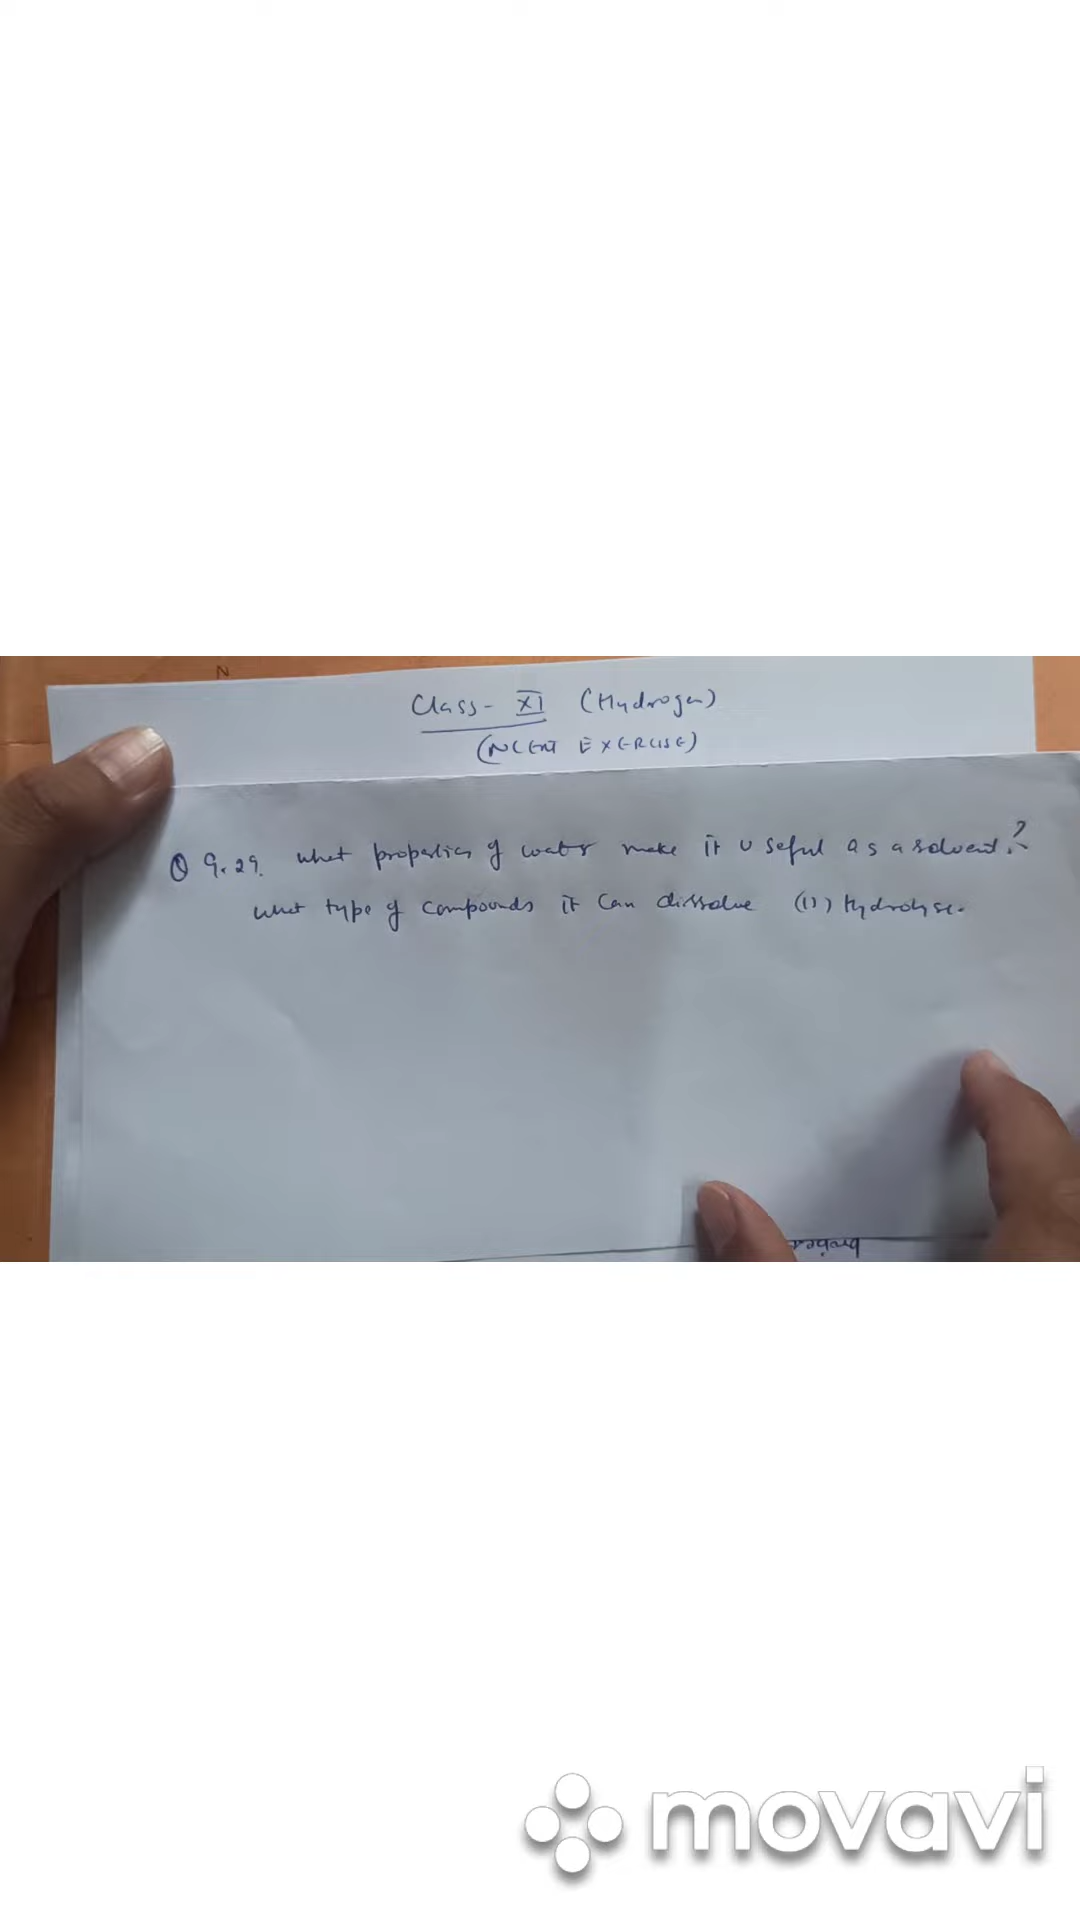 N
Class- XI (Hydrogen)
(NCERT EXERCISE)
Q 9.29. What properties of water make it useful as a solvent?
What type of compounds it can dissolve (ii) Hydrolyse.
movavi